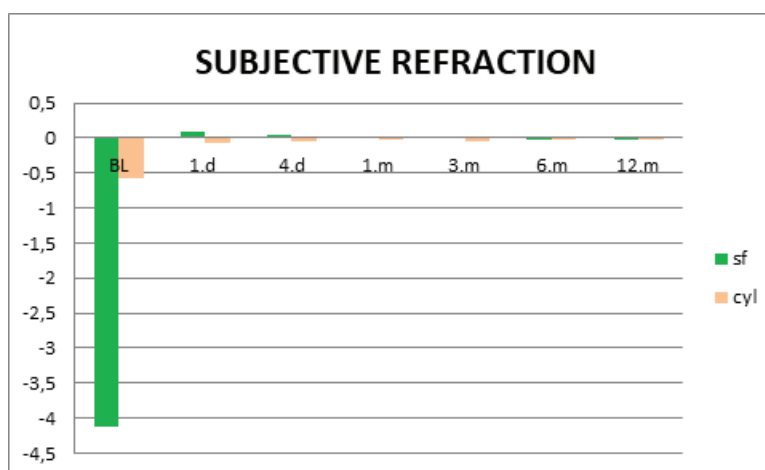 SUBJECTIVE REFRACTION
0,5
0
-0,5
-1
-1,5
-2
-2,5
-3
-3,5
-4
-4,5
BL 1.d 4.d 1.m 3.m 6.m 12.m
sf
cyl